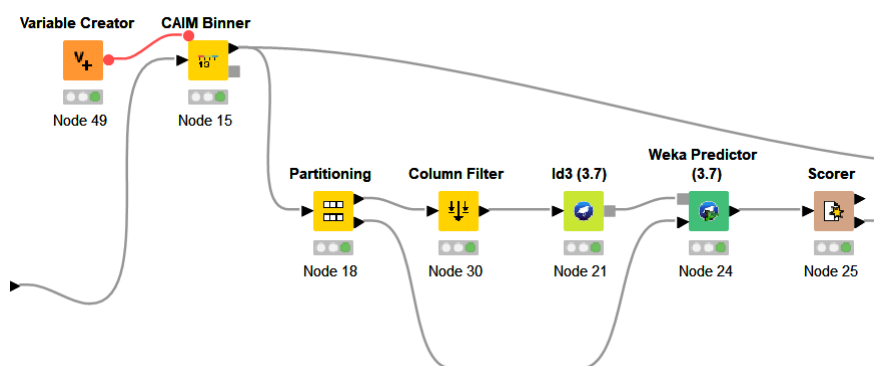 Variable Creator
CAIM Binner
V+
Node 49
Node 15
Partitioning
Column Filter
Id3 (3.7)
Weka Predictor
(3.7)
Scorer
Node 18
Node 30
Node 21
Node 24
Node 25